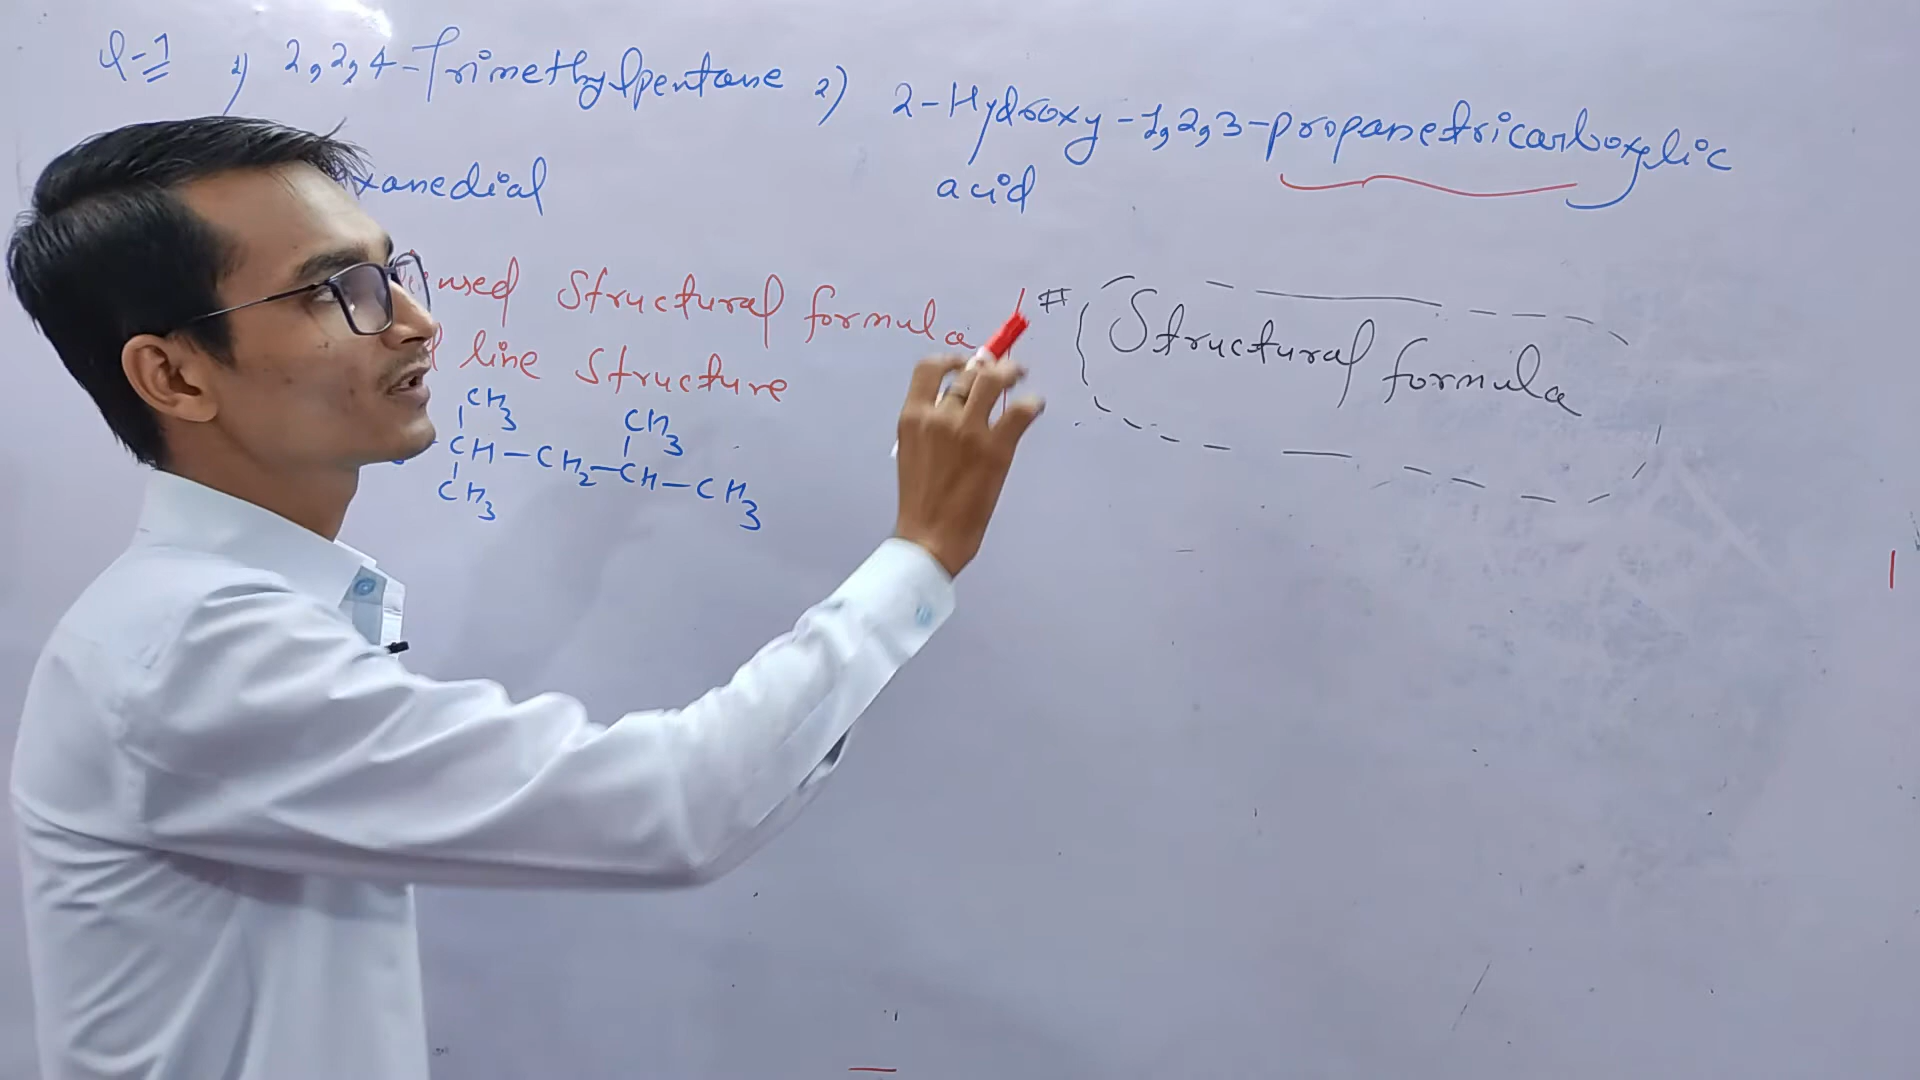 Q-1 1) 2,2,4-Trimethylpentane 2) 2-Hydroxy-1,2,3-propanetricarboxylic
acid
xanedial
nsed Structural formula
line Structure
# Structural formula
CH3 CH3
CH-CH2-CH-CH3
CH3